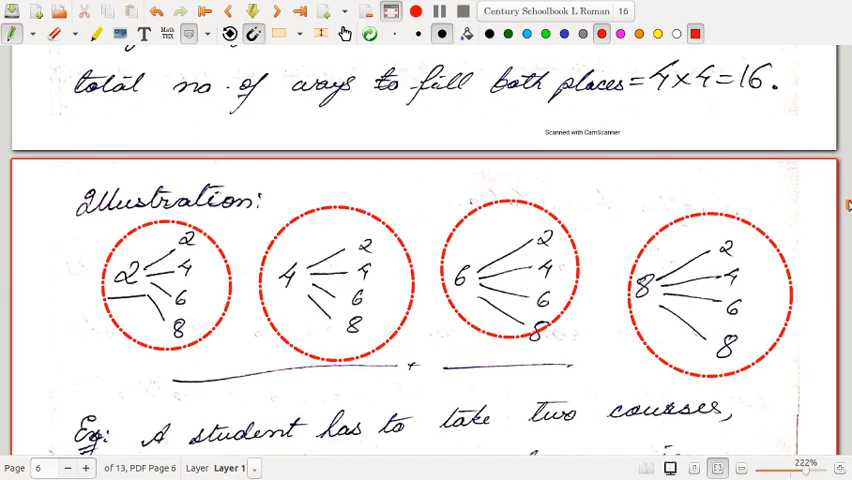 Century Schoolbook L Roman 16
T Math TEX
total no. of ways to fill both places = 4 × 4 = 16.
Scanned with CamScanner
Illustration:
2 2 4 6 8
4 2 4 6 8
6 2 4 6 8
8 2 4 6 8
Eg: A student has to take two courses,
Page 6 of 13, PDF Page 6 Layer Layer 1 222%